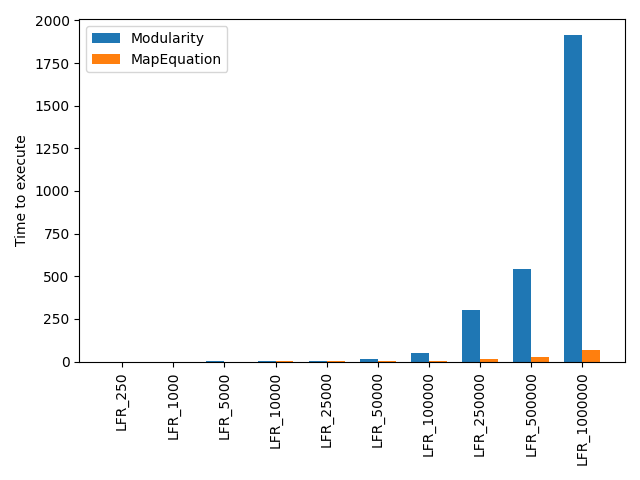 2000
1750
1500
1250
1000
750
500
250
0
Time to execute
Modularity
MapEquation
LFR_250
LFR_1000
LFR_5000
LFR_10000
LFR_25000
LFR_50000
LFR_100000
LFR_250000
LFR_500000
LFR_1000000